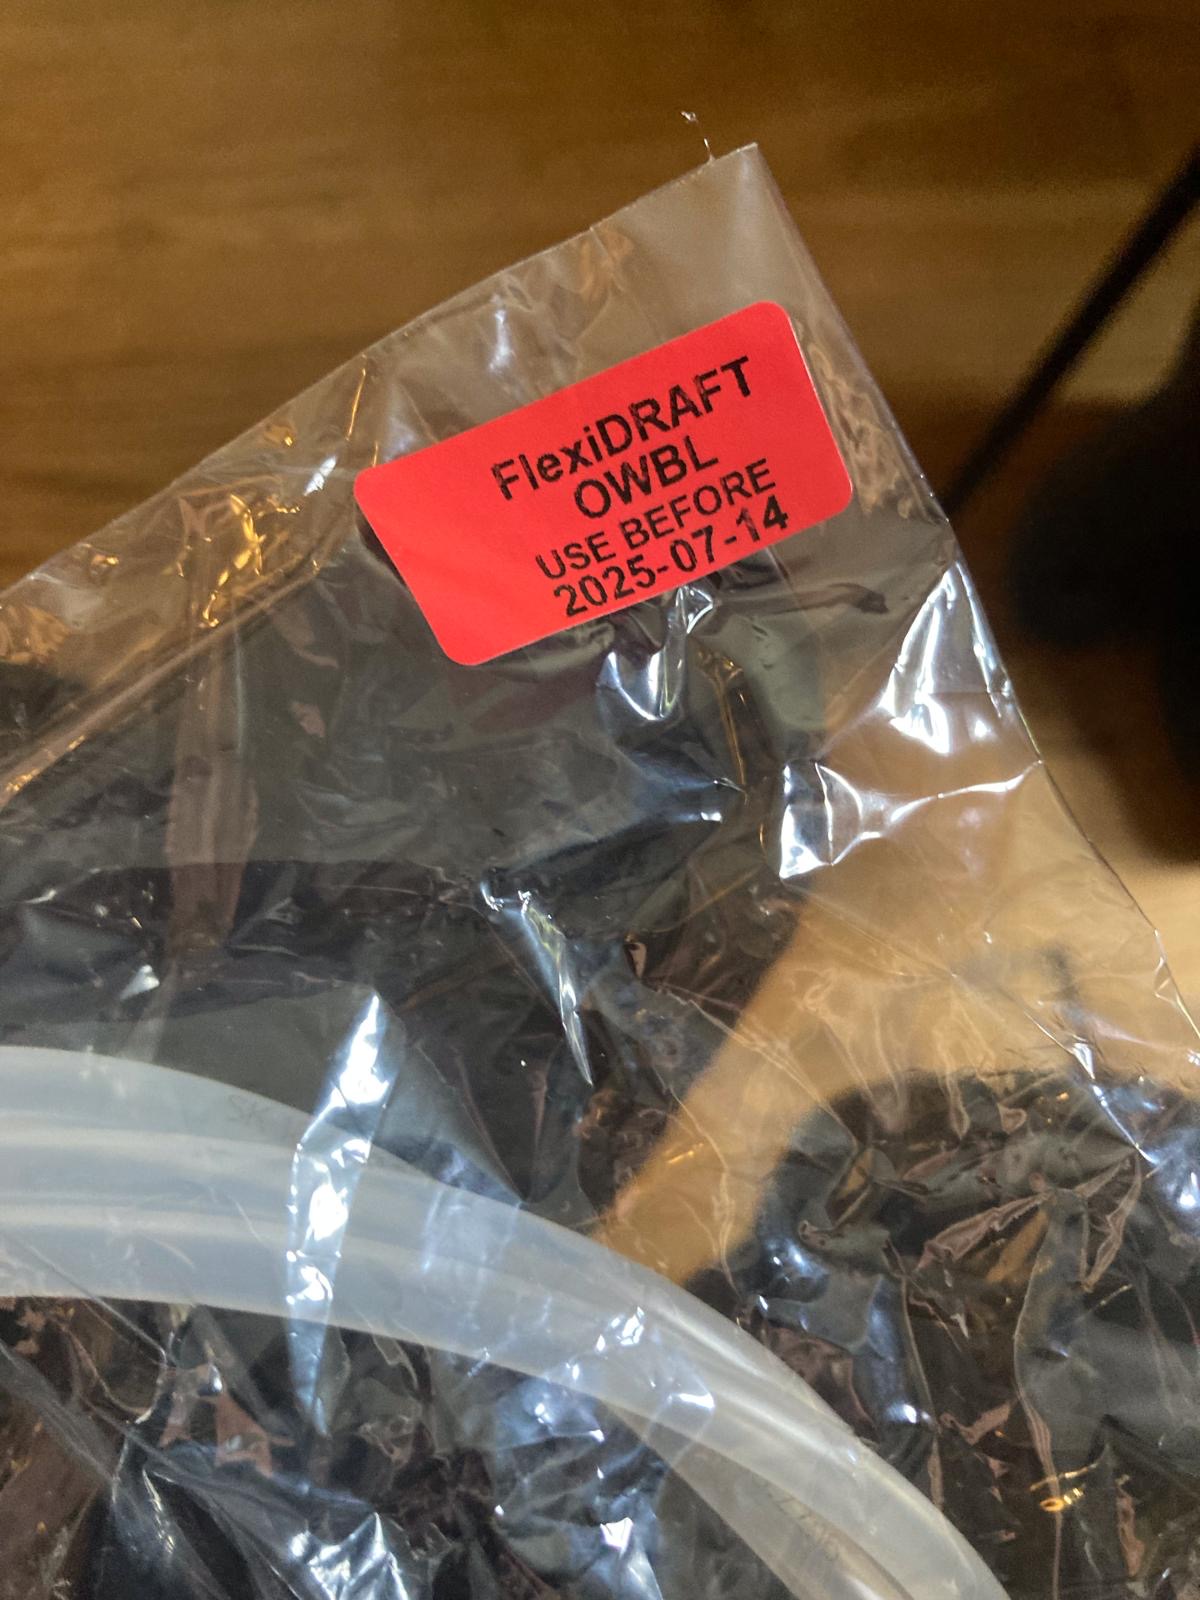 FlexiDRAFT
OWBL
USE BEFORE
2025-07-14